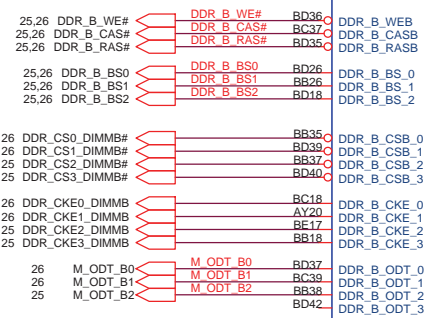 25,26 DDR_B_WE# DDR_B_WE# BD36 DDR_B_WEB
25,26 DDR_B_CAS# DDR_B_CAS# BC37 DDR_B_CASB
25,26 DDR_B_RAS# DDR_B_RAS# BD35 DDR_B_RASB
25,26 DDR_B_BS0 DDR_B_BS0 BD26 DDR_B_BS_0
25,26 DDR_B_BS1 DDR_B_BS1 BB26 DDR_B_BS_1
25,26 DDR_B_BS2 DDR_B_BS2 BD18 DDR_B_BS_2
26 DDR_CS0_DIMMB# BB35 DDR_B_CSB_0
26 DDR_CS1_DIMMB# BD39 DDR_B_CSB_1
25 DDR_CS2_DIMMB# BB37 DDR_B_CSB_2
25 DDR_CS3_DIMMB# BD40 DDR_B_CSB_3
26 DDR_CKE0_DIMMB BC18 DDR_B_CKE_0
26 DDR_CKE1_DIMMB AY20 DDR_B_CKE_1
25 DDR_CKE2_DIMMB BE17 DDR_B_CKE_2
25 DDR_CKE3_DIMMB BB18 DDR_B_CKE_3
26 M_ODT_B0 M_ODT_B0 BD37 DDR_B_ODT_0
26 M_ODT_B1 M_ODT_B1 BC39 DDR_B_ODT_1
25 M_ODT_B2 M_ODT_B2 BB38 DDR_B_ODT_2
BD42 DDR_B_ODT_3